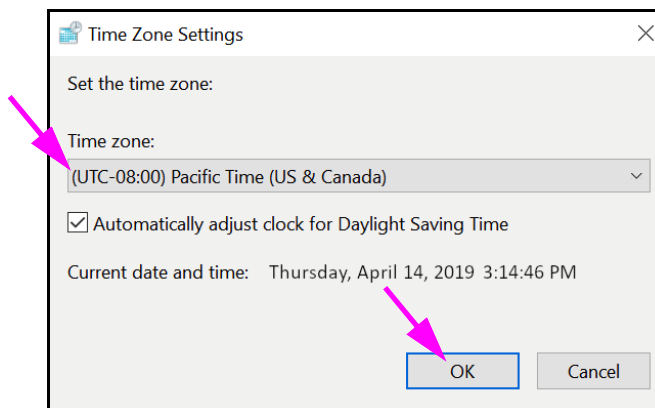 Time Zone Settings
Set the time zone:
Time zone:
(UTC-08:00) Pacific Time (US & Canada)
Automatically adjust clock for Daylight Saving Time
Current date and time: Thursday, April 14, 2019 3:14:46 PM
OK Cancel